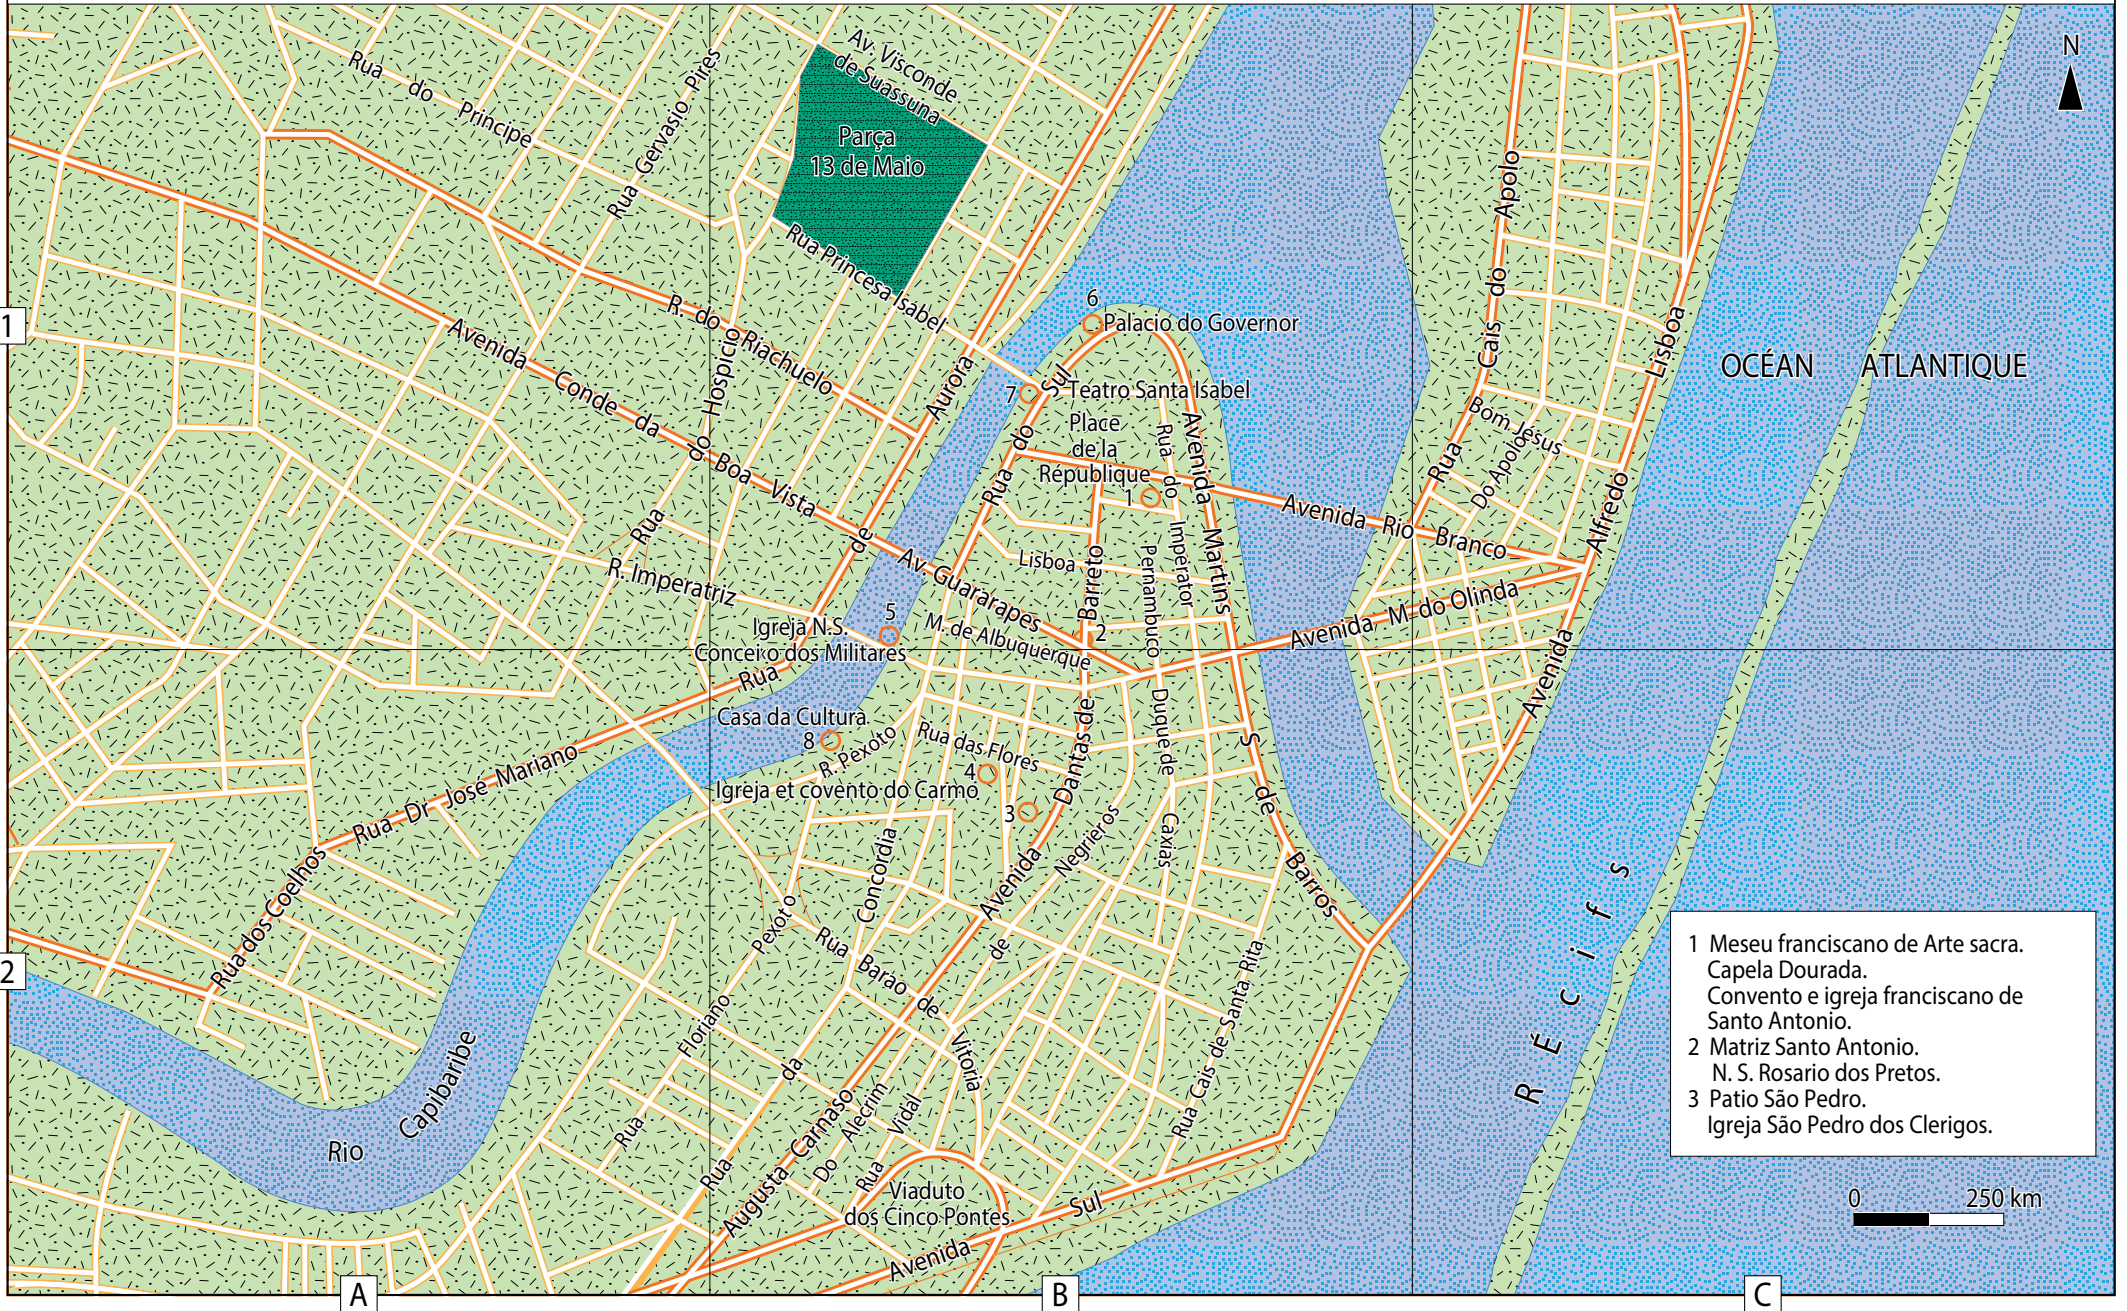 Rua do Principe
Rua Gervasio Pires
Av. Visconde
de Suassuna
Parça
13 de Maio
Rua Princesa Isabel
R. do Riachuelo
Avenida Conde da Boa Vista
Rua do Hospicio
Rua de Aurora
R. Imperatriz
6
Palacio do Governor
7
Teatro Santa Isabel
Place
de la
République
1
Rua do Sul
Rua do Imperator
Avenida Martins S de Barros
Avenida Rio Branco
Avenida M do Olinda
Rua Cais do Apolo
Bom Jésus
Do Apolo
Avenida Alfredo Lisboa
OCÉAN ATLANTIQUE
N
Av. Guararapes
Lisboa
Pernambuco
M. de Albuquerque
2
5
Igreja N.S.
Conceiко dos Militares
Casa da Cultura
8
R. Pexoto
Rua das Flores
4
Igreja et covento do Carmo
3
Avenida Dantas de Barreto
Duque de Caxias
Negrieros
de
Vidal
Rua
Concordia
da
Rua
Rua Floriano Pexoto
Rua Barao de Vitoria
Do Alecrim
Augusta Carnaso
Rua Cais de Santa Rita
Viaduto
dos Cinco Pontes
Avenida Sul
Rua Dr José Mariano
Rua dos Coelhos
Rio Capibaribe
RÉcifs
1 Meseu franciscano de Arte sacra.
Capela Dourada.
Convento e igreja franciscano de
Santo Antonio.
2 Matriz Santo Antonio.
N. S. Rosario dos Pretos.
3 Patio São Pedro.
Igreja São Pedro dos Clerigos.
0 250 km
1
2
A
B
C